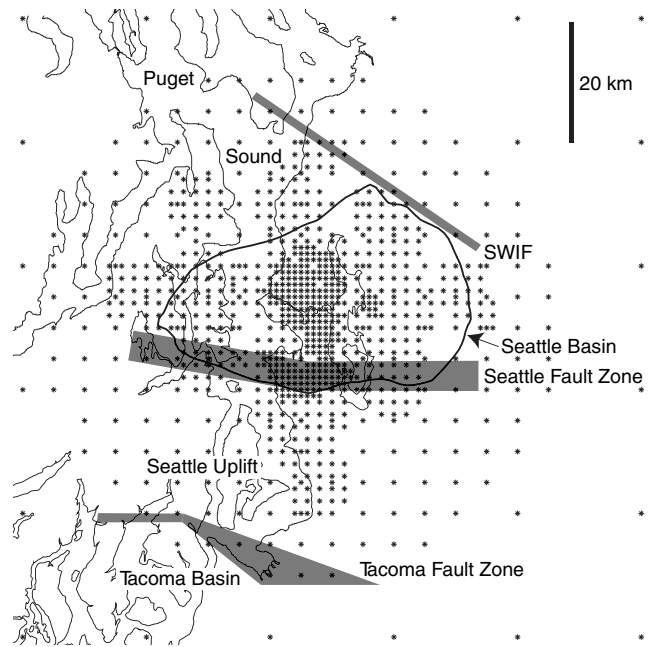 Puget
20 km
Sound
SWIF
Seattle Basin
Seattle Fault Zone
Seattle Uplift
Tacoma Basin
Tacoma Fault Zone